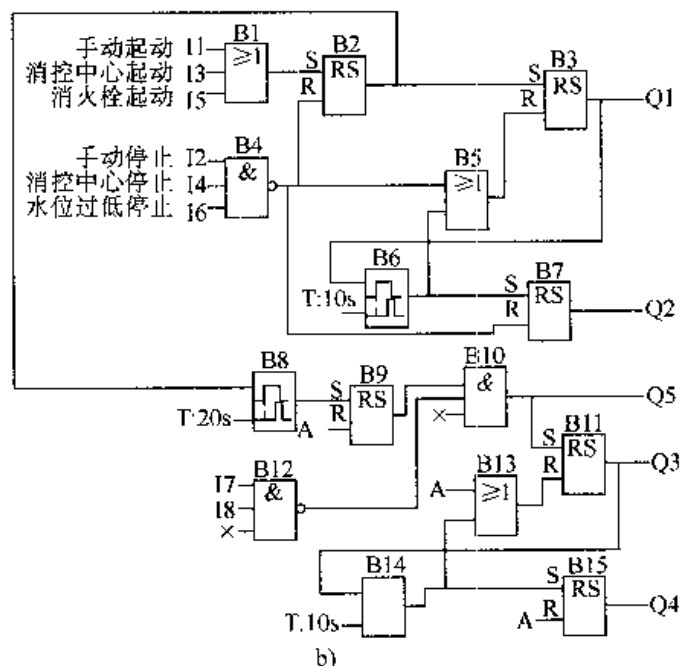 B1
手动起动 I1
消控中心起动 I3
消火栓起动 I5
≥1
S
R
B2
RS
B3
S
R
RS
Q1
手动停止 I2
消控中心停止 I4
水位过低停止 I6
B4
&
B5
≥1
B6
T:10s
B7
S
R
RS
Q2
B8
T:20s
A
S
R
B9
RS
B10
&
×
Q5
B11
S
R
RS
Q3
I7
I8
×
B12
&
A
B13
≥1
B14
T:10s
B15
S
R
A
RS
Q4
b)